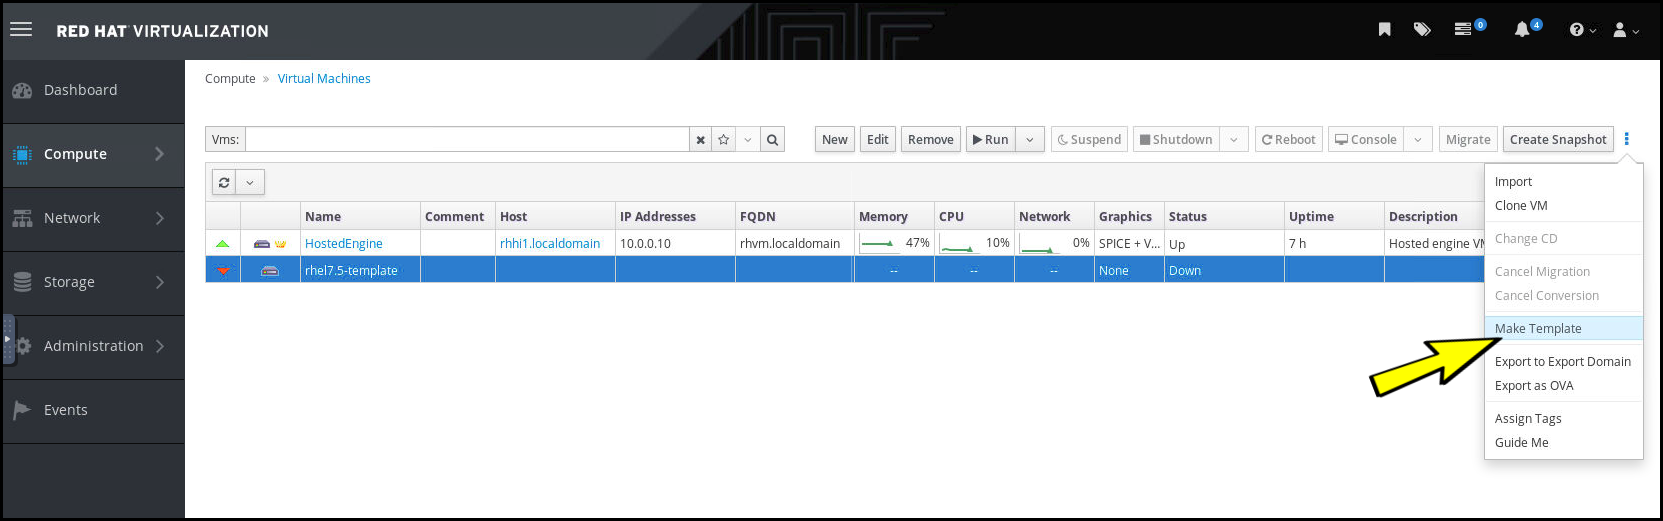 RED HAT VIRTUALIZATION
0
4
Dashboard
Compute
Network
Storage
Administration
Events
Compute » Virtual Machines
Vms:
New Edit Remove Run Suspend Shutdown Reboot Console Migrate Create Snapshot
Name Comment Host IP Addresses FQDN Memory CPU Network Graphics Status Uptime Description
HostedEngine rhhi1.localdomain 10.0.0.10 rhvm.localdomain 47% 10% 0% SPICE + V... Up 7 h Hosted engine VM
rhel7.5-template -- -- -- None Down
Import
Clone VM
Change CD
Cancel Migration
Cancel Conversion
Make Template
Export to Export Domain
Export as OVA
Assign Tags
Guide Me